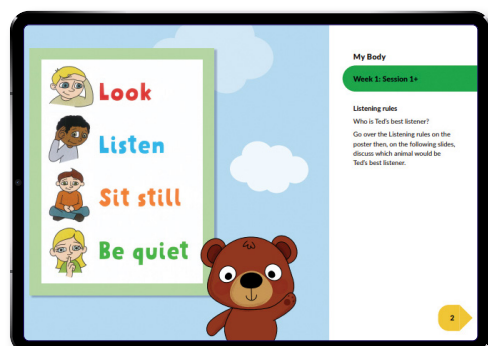 Look
Listen
Sit still
Be quiet
My Body
Week 1: Session 1+
Listening rules
Who is Ted's best listener?
Go over the Listening rules on the
poster then, on the following slides,
discuss which animal would be
Ted's best listener.
2